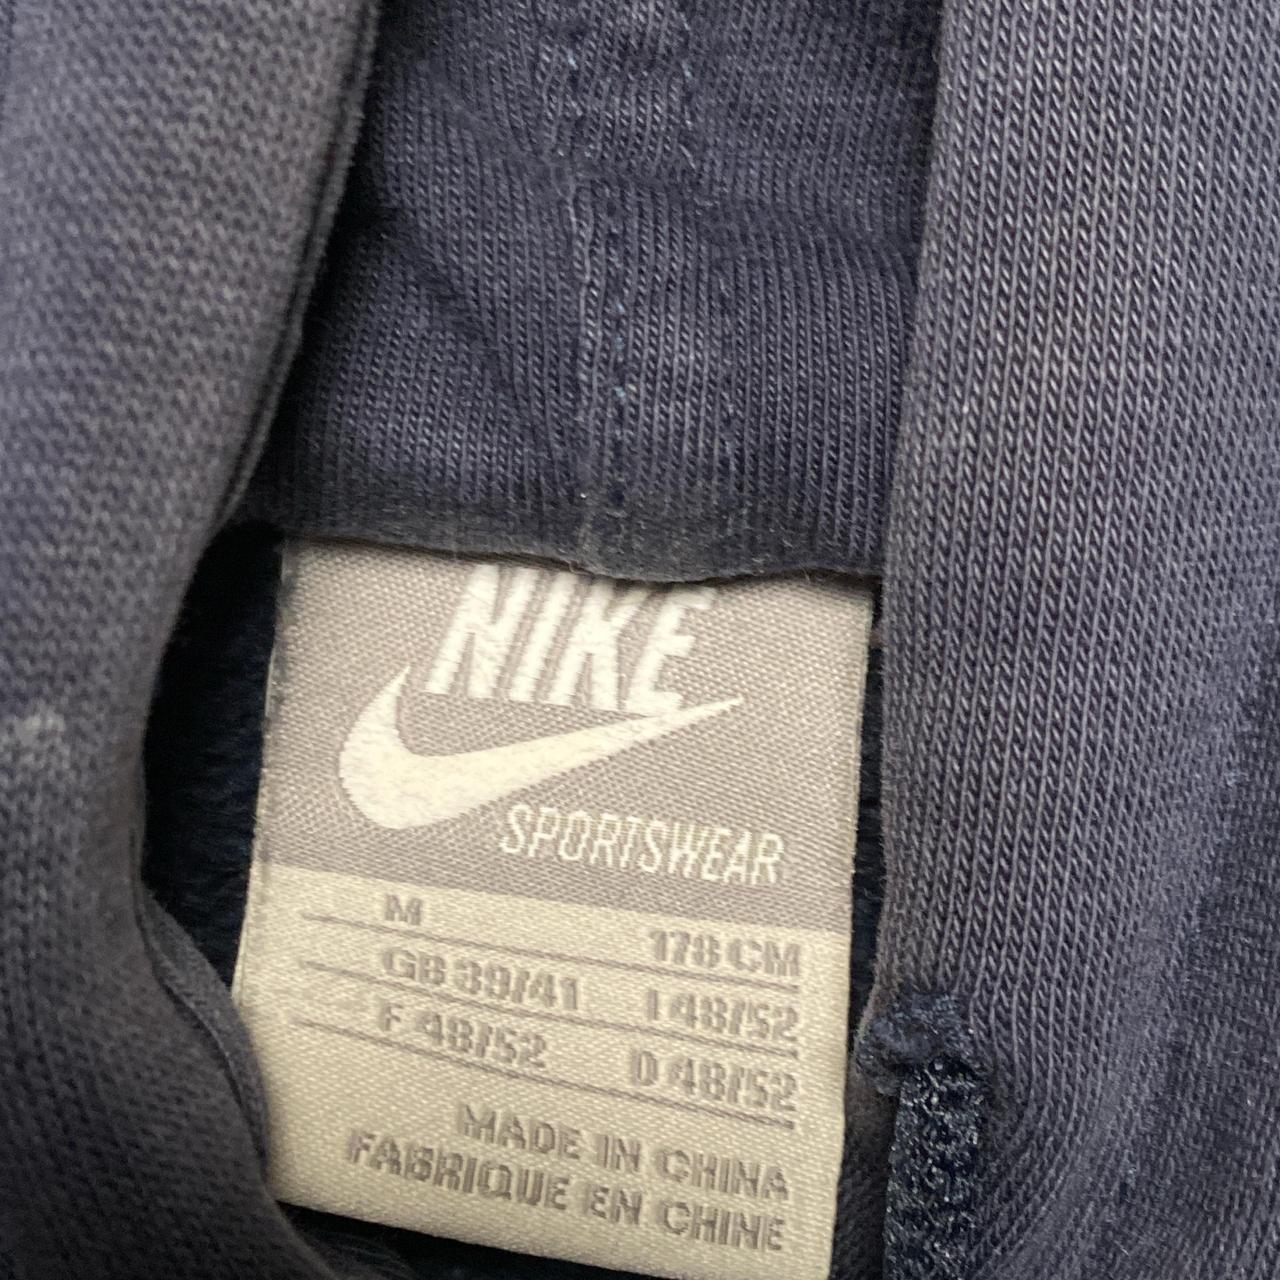 NIKE
SPORTSWEAR
M 178 CM
GB 39/41 I 48/52
F 48/52 D 48/52
MADE IN CHINA
FABRIQUE EN CHINE